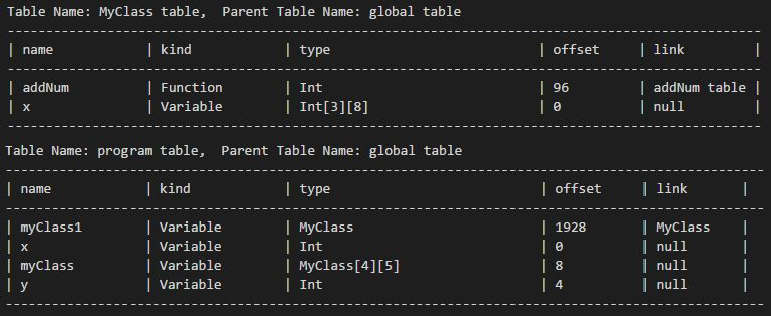 Table Name: MyClass table,  Parent Table Name: global table
| name | kind | type | offset | link |
| addNum | Function | Int | 96 | addNum table |
| x | Variable | Int[3][8] | 0 | null |
Table Name: program table,  Parent Table Name: global table
| name | kind | type | offset | link |
| myClass1 | Variable | MyClass | 1928 | MyClass |
| x | Variable | Int | 0 | null |
| myClass | Variable | MyClass[4][5] | 8 | null |
| y | Variable | Int | 4 | null |